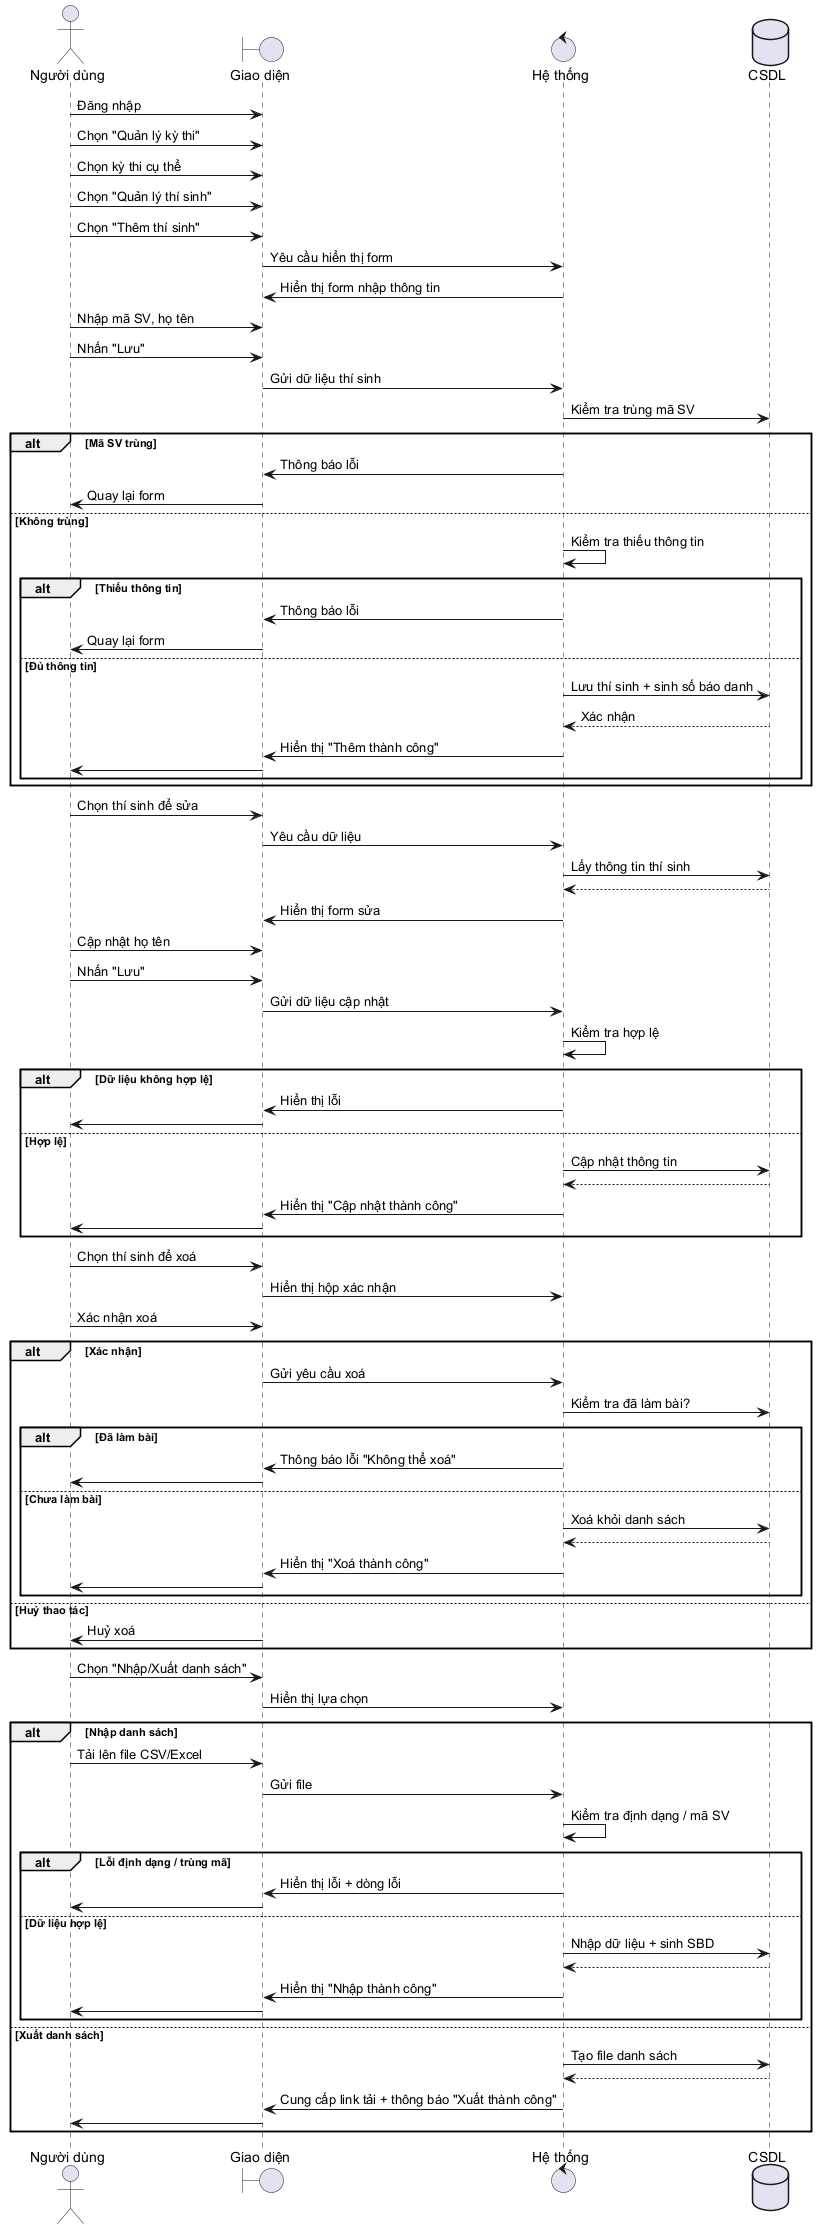 Người dùng
Giao diện
Hệ thống
CSDL
Đăng nhập
Chọn "Quản lý kỳ thi"
Chọn kỳ thi cụ thể
Chọn "Quản lý thí sinh"
Chọn "Thêm thí sinh"
Yêu cầu hiển thị form
Hiển thị form nhập thông tin
Nhập mã SV, họ tên
Nhấn "Lưu"
Gửi dữ liệu thí sinh
Kiểm tra trùng mã SV
alt [Mã SV trùng]
Thông báo lỗi
Quay lại form
[Không trùng]
Kiểm tra thiếu thông tin
alt [Thiếu thông tin]
Thông báo lỗi
Quay lại form
[Đủ thông tin]
Lưu thí sinh + sinh số báo danh
Xác nhận
Hiển thị "Thêm thành công"
Chọn thí sinh để sửa
Yêu cầu dữ liệu
Lấy thông tin thí sinh
Hiển thị form sửa
Cập nhật họ tên
Nhấn "Lưu"
Gửi dữ liệu cập nhật
Kiểm tra hợp lệ
alt [Dữ liệu không hợp lệ]
Hiển thị lỗi
[Hợp lệ]
Cập nhật thông tin
Hiển thị "Cập nhật thành công"
Chọn thí sinh để xoá
Hiển thị hộp xác nhận
Xác nhận xoá
alt [Xác nhận]
Gửi yêu cầu xoá
Kiểm tra đã làm bài?
alt [Đã làm bài]
Thông báo lỗi "Không thể xoá"
[Chưa làm bài]
Xoá khỏi danh sách
Hiển thị "Xoá thành công"
[Huỷ thao tác]
Huỷ xoá
Chọn "Nhập/Xuất danh sách"
Hiển thị lựa chọn
alt [Nhập danh sách]
Tải lên file CSV/Excel
Gửi file
Kiểm tra định dạng / mã SV
alt [Lỗi định dạng / trùng mã]
Hiển thị lỗi + dòng lỗi
[Dữ liệu hợp lệ]
Nhập dữ liệu + sinh SBD
Hiển thị "Nhập thành công"
[Xuất danh sách]
Tạo file danh sách
Cung cấp link tải + thông báo "Xuất thành công"
Người dùng
Giao diện
Hệ thống
CSDL